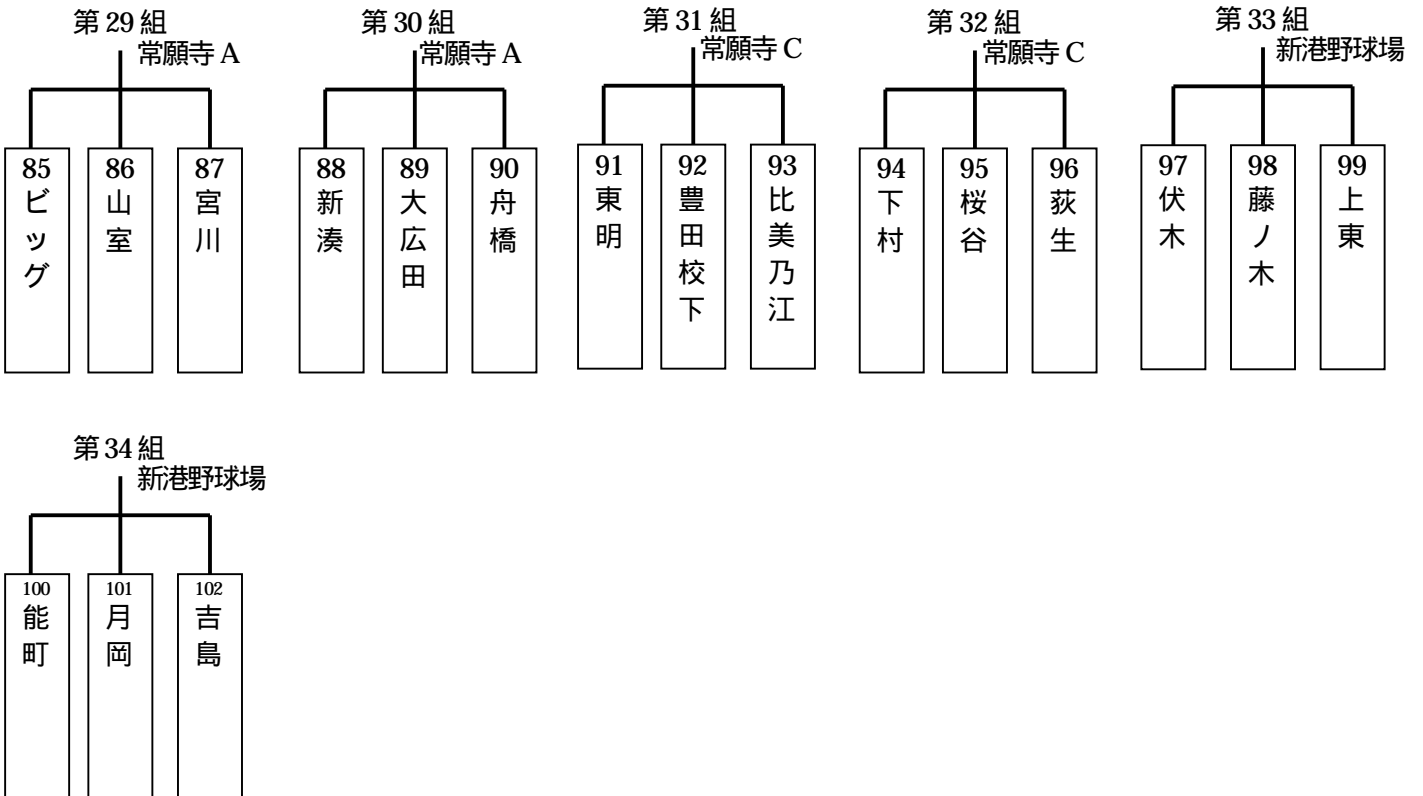 第29組
常願寺A
85
ビッグ
86
山室
87
宮川
第30組
常願寺A
88
新湊
89
大広田
90
舟橋
第31組
常願寺C
91
東明
92
豊田校下
93
比美乃江
第32組
常願寺C
94
下村
95
桜谷
96
荻生
第33組
新港野球場
97
伏木
98
藤ノ木
99
上東
第34組
新港野球場
100
能町
101
月岡
102
吉島